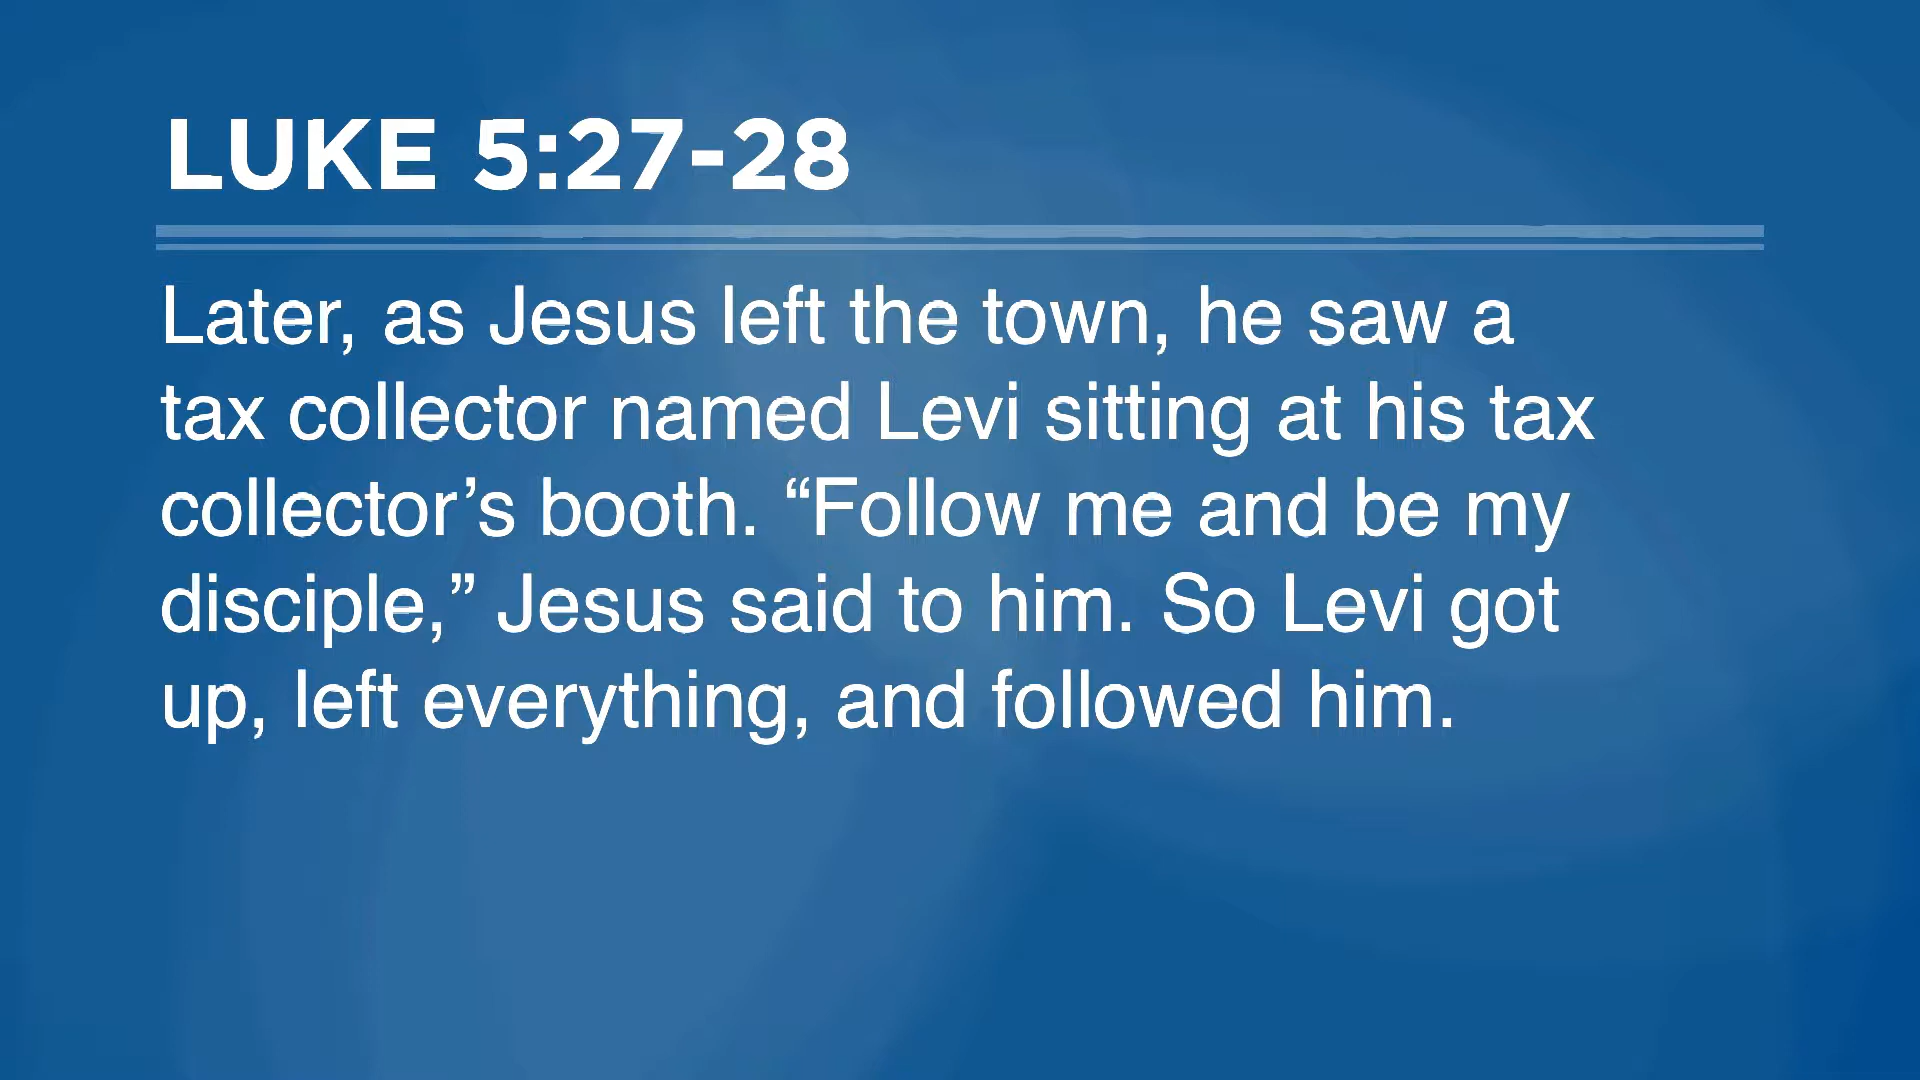 LUKE 5:27-28
Later, as Jesus left the town, he saw a
tax collector named Levi sitting at his tax
collector’s booth. “Follow me and be my
disciple,” Jesus said to him. So Levi got
up, left everything, and followed him.